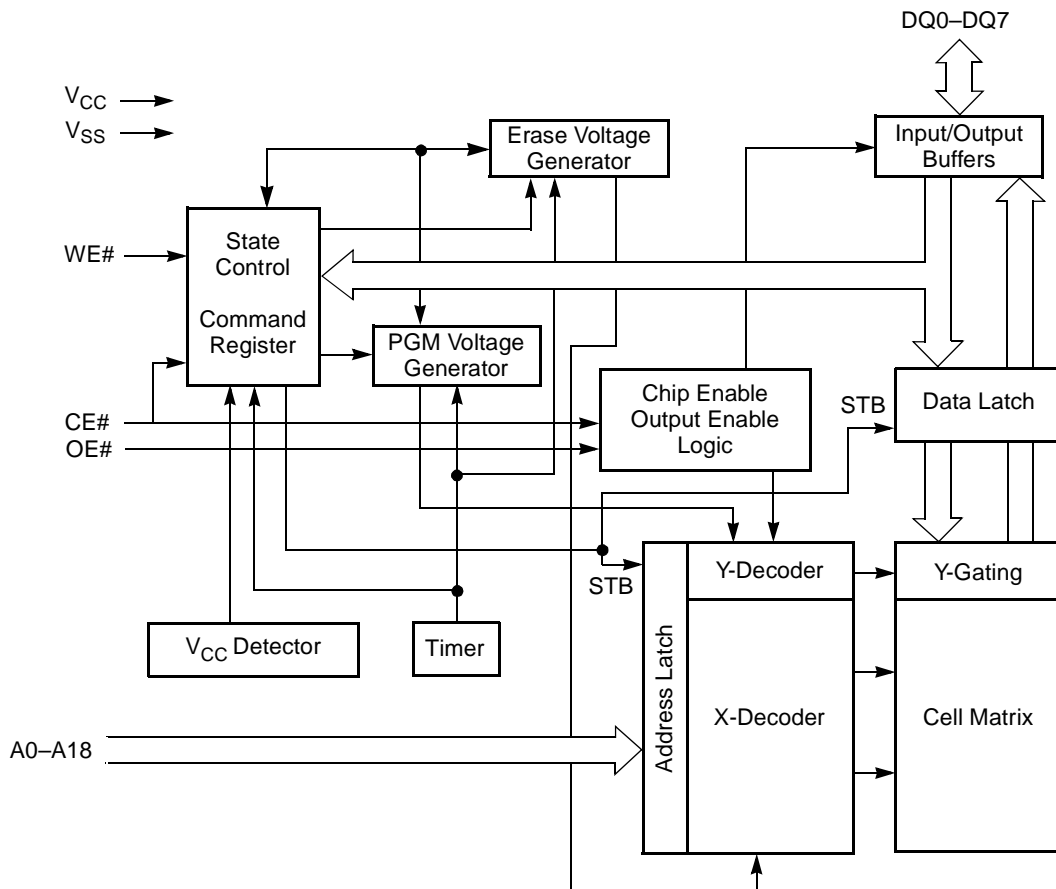 DQ0–DQ7
VCC
VSS
Erase Voltage
Generator
Input/Output
Buffers
WE#
State
Control
Command
Register
PGM Voltage
Generator
Chip Enable
Output Enable
Logic
STB
Data Latch
CE#
OE#
STB
Y-Decoder
Y-Gating
VCC Detector
Timer
Address Latch
X-Decoder
Cell Matrix
A0–A18